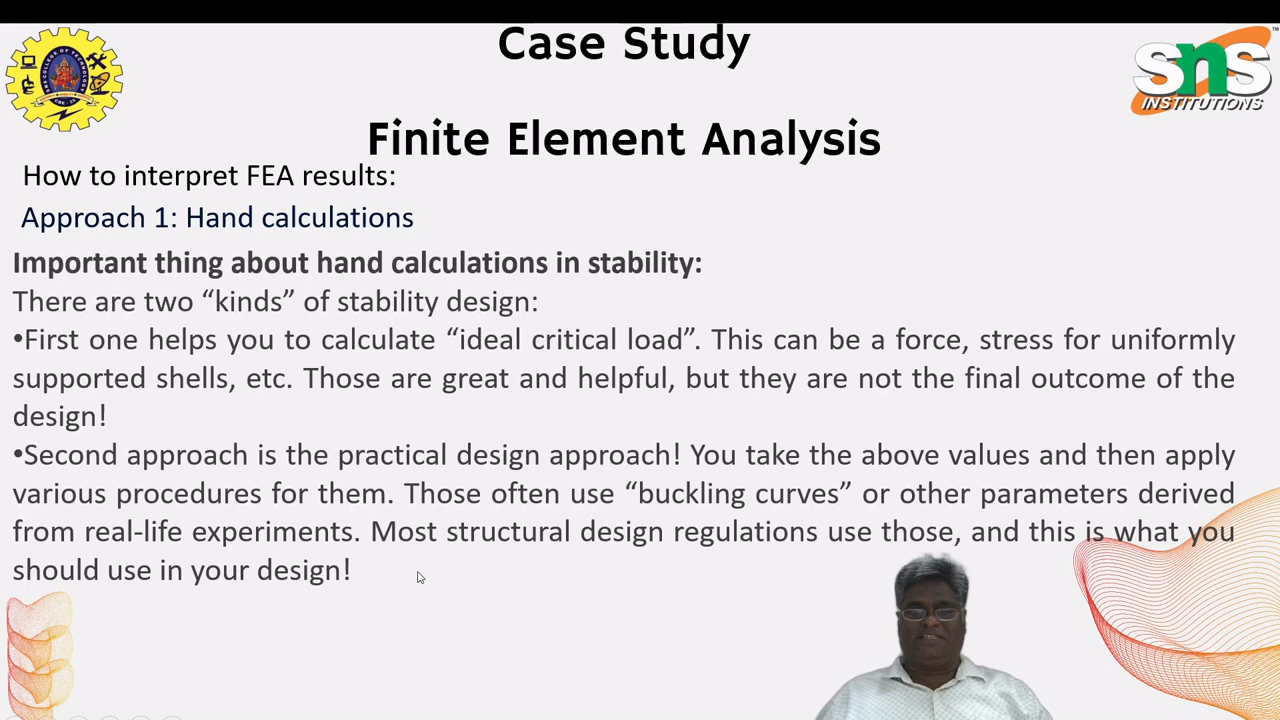 Case Study
sns
INSTITUTIONS
Finite Element Analysis
How to interpret FEA results:
Approach 1: Hand calculations
Important thing about hand calculations in stability:
There are two “kinds” of stability design:
•First one helps you to calculate “ideal critical load”. This can be a force, stress for uniformly
supported shells, etc. Those are great and helpful, but they are not the final outcome of the
design!
•Second approach is the practical design approach! You take the above values and then apply
various procedures for them. Those often use “buckling curves” or other parameters derived
from real-life experiments. Most structural design regulations use those, and this is what you
should use in your design!